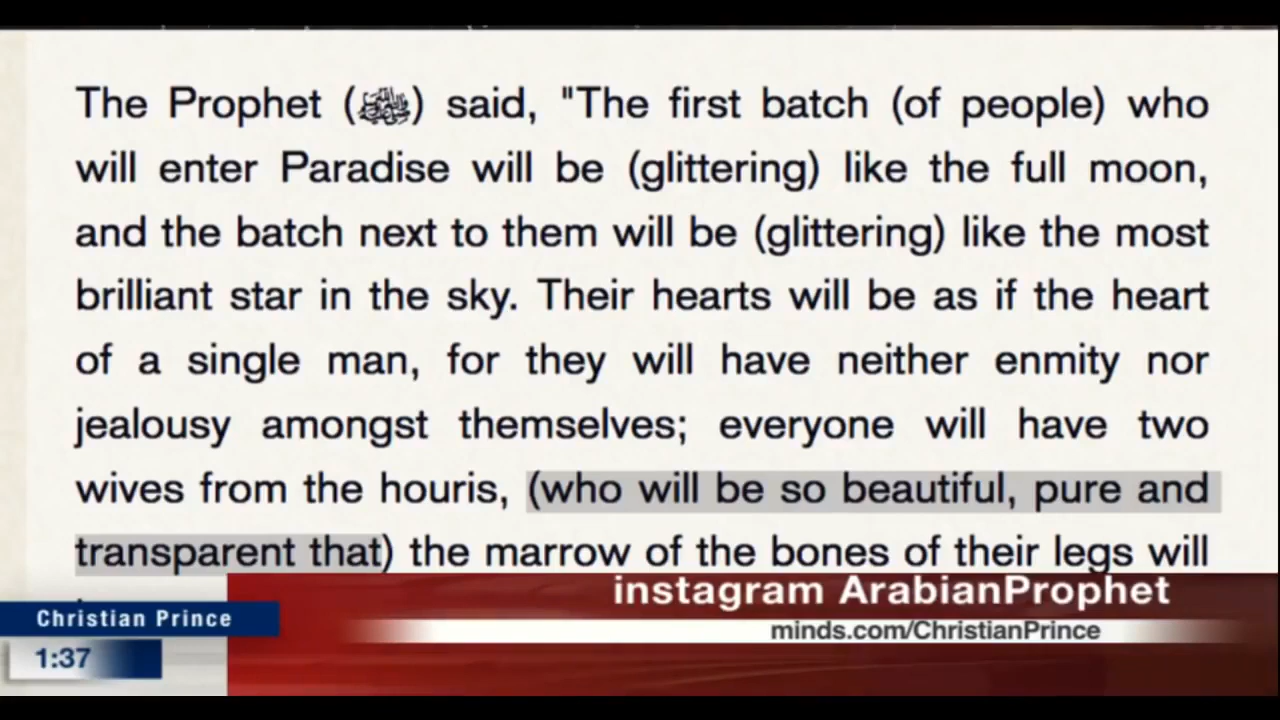 The Prophet (ﷺ) said, "The first batch (of people) who
will enter Paradise will be (glittering) like the full moon,
and the batch next to them will be (glittering) like the most
brilliant star in the sky. Their hearts will be as if the heart
of a single man, for they will have neither enmity nor
jealousy amongst themselves; everyone will have two
wives from the houris, (who will be so beautiful, pure and
transparent that) the marrow of the bones of their legs will
instagram ArabianProphet
Christian Prince
minds.com/ChristianPrince
1:37